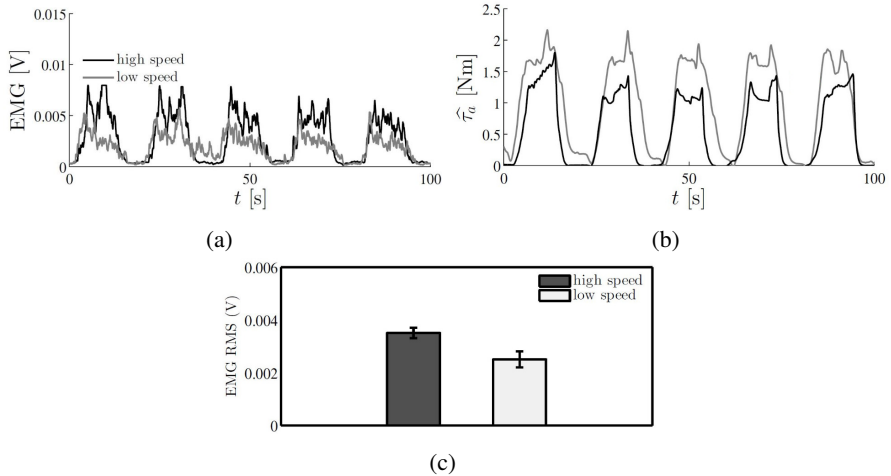 0.015
0.01
0.005
0
EMG [V]
high speed
low speed
0
50
100
t [s]
(a)
2.5
2
1.5
1
0.5
0
τ̂a [Nm]
0
50
100
t [s]
(b)
0.006
0.004
0.002
0
EMG RMS (V)
high speed
low speed
(c)